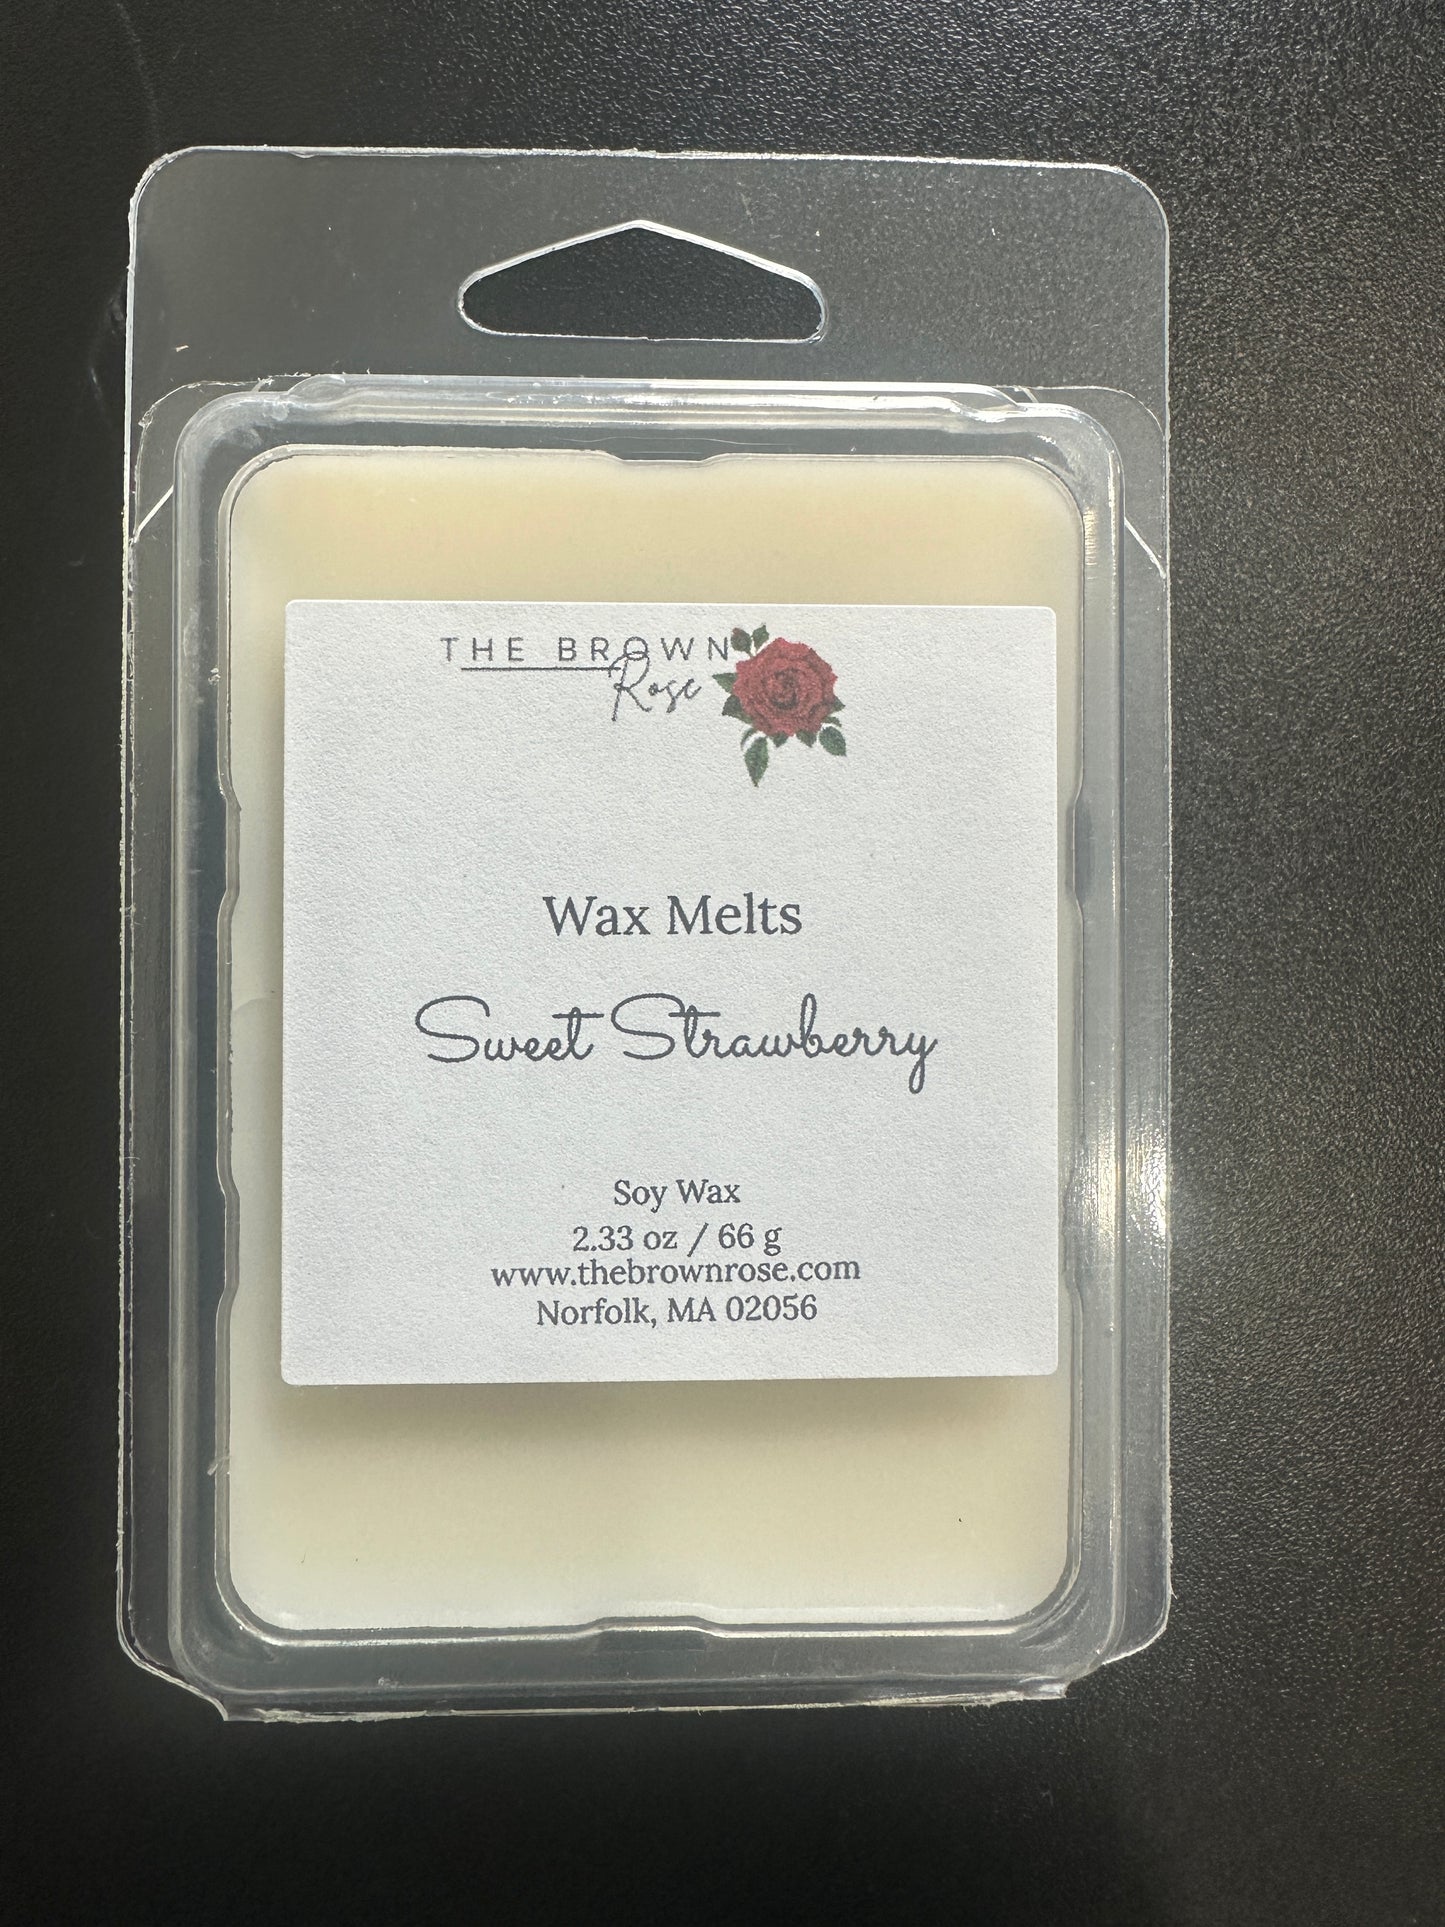 THE BROWN
Rose
Wax Melts
Sweet Strawberry
Soy Wax
2.33 oz / 66 g
www.thebrownrose.com
Norfolk, MA 02056